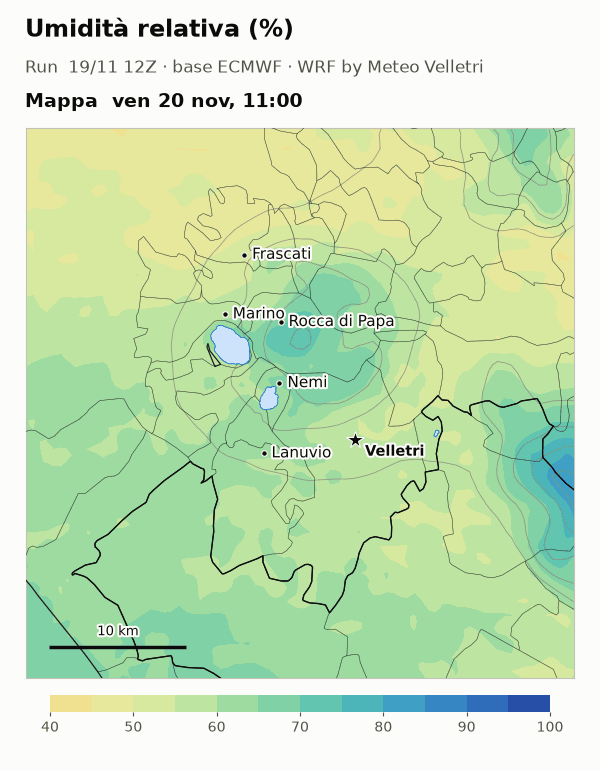 Umidità relativa (%)
Run  19/11 12Z · base ECMWF · WRF by Meteo Velletri
Mappa  ven 20 nov, 11:00
Frascati
Marino
Rocca di Papa
Nemi
Velletri
Lanuvio
10 km
40 50 60 70 80 90 100